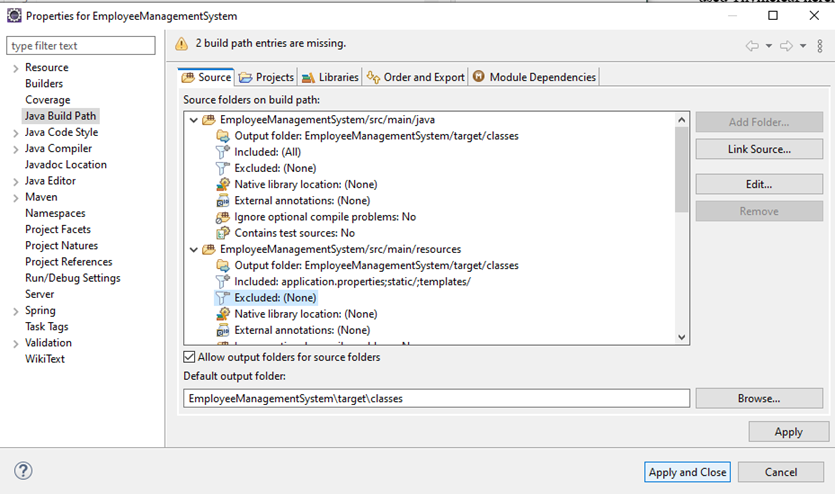 Properties for EmployeeManagementSystem
type filter text
Resource
Builders
Coverage
Java Build Path
Java Code Style
Java Compiler
Javadoc Location
Java Editor
Maven
Namespaces
Project Facets
Project Natures
Project References
Run/Debug Settings
Server
Spring
Task Tags
Validation
WikiText
2 build path entries are missing.
Source Projects Libraries Order and Export Module Dependencies
Source folders on build path:
EmployeeManagementSystem/src/main/java
Output folder: EmployeeManagementSystem/target/classes
Included: (All)
Excluded: (None)
Native library location: (None)
External annotations: (None)
Ignore optional compile problems: No
Contains test sources: No
EmployeeManagementSystem/src/main/resources
Output folder: EmployeeManagementSystem/target/classes
Included: application.properties;static/;templates/
Excluded: (None)
Native library location: (None)
External annotations: (None)
Add Folder...
Link Source...
Edit...
Remove
Allow output folders for source folders
Default output folder:
EmployeeManagementSystem\target\classes
Browse...
Apply
Apply and Close Cancel